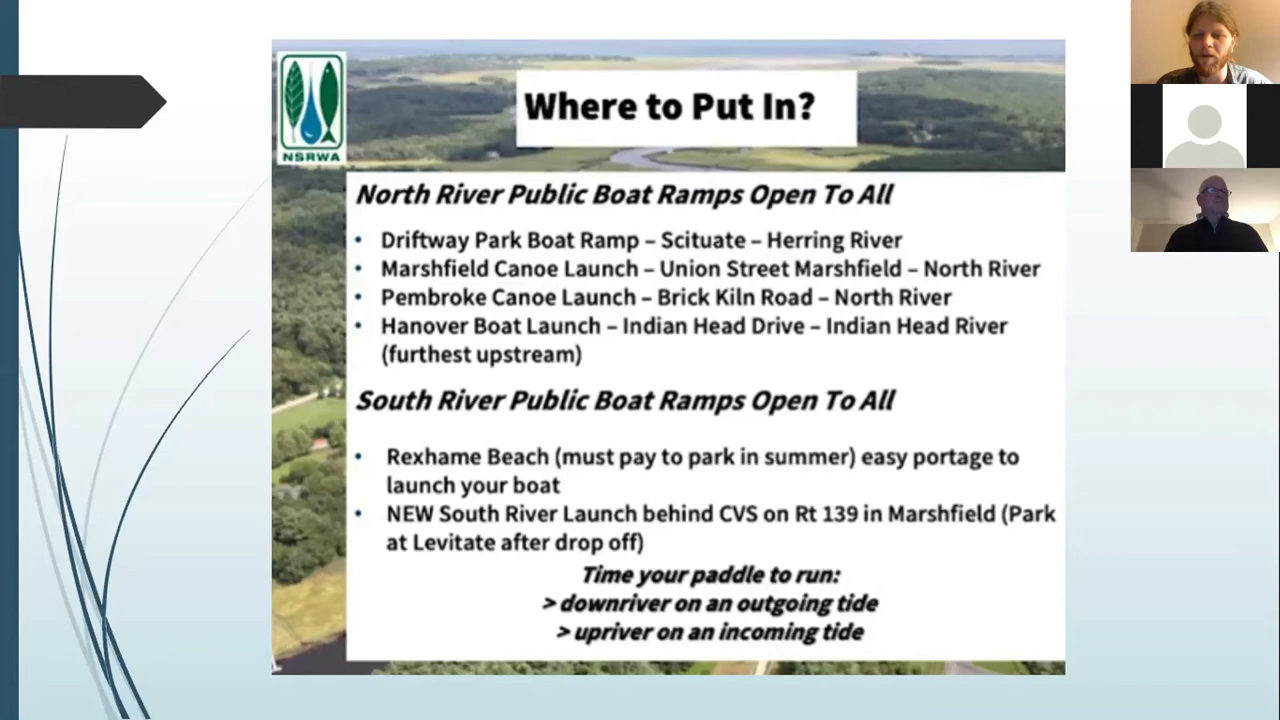 NSRWA
Where to Put In?
North River Public Boat Ramps Open To All
• Driftway Park Boat Ramp – Scituate – Herring River
• Marshfield Canoe Launch – Union Street Marshfield – North River
• Pembroke Canoe Launch – Brick Kiln Road – North River
• Hanover Boat Launch – Indian Head Drive – Indian Head River
(furthest upstream)
South River Public Boat Ramps Open To All
• Rexhame Beach (must pay to park in summer) easy portage to
launch your boat
• NEW South River Launch behind CVS on Rt 139 in Marshfield (Park
at Levitate after drop off)
Time your paddle to run:
> downriver on an outgoing tide
> upriver on an incoming tide